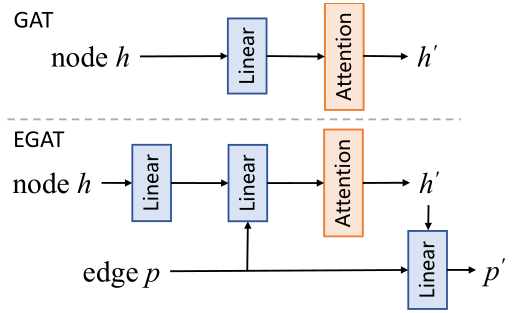 GAT
node h
Linear
Attention
h′
EGAT
node h
Linear
Linear
Attention
h′
edge p
Linear
p′